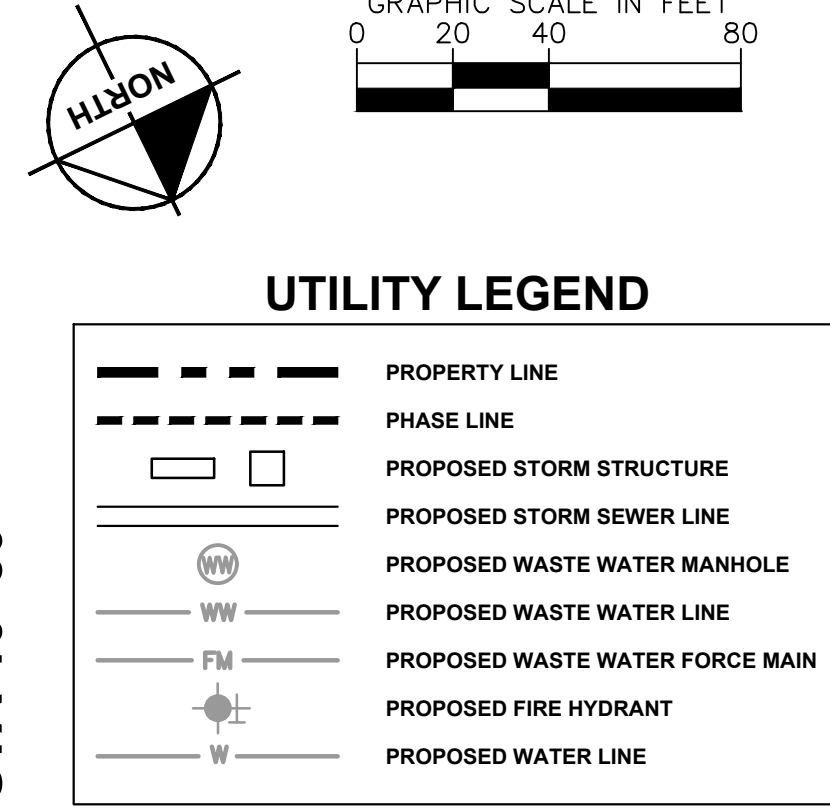 GRAPHIC SCALE IN FEET
0 20 40 80
NORTH
UTILITY LEGEND
PROPERTY LINE
PHASE LINE
PROPOSED STORM STRUCTURE
PROPOSED STORM SEWER LINE
WW PROPOSED WASTE WATER MANHOLE
WW PROPOSED WASTE WATER LINE
FM PROPOSED WASTE WATER FORCE MAIN
PROPOSED FIRE HYDRANT
W PROPOSED WATER LINE